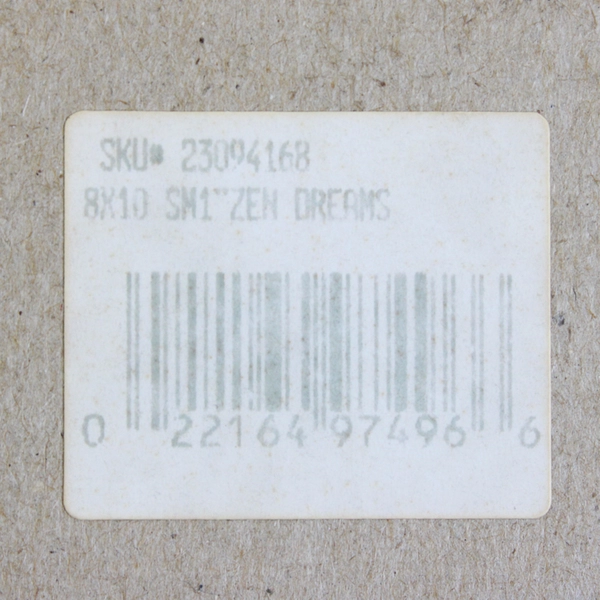 SKU# 23094168
8X10 SM1"ZEN DREAMS
0 22164 97496 6